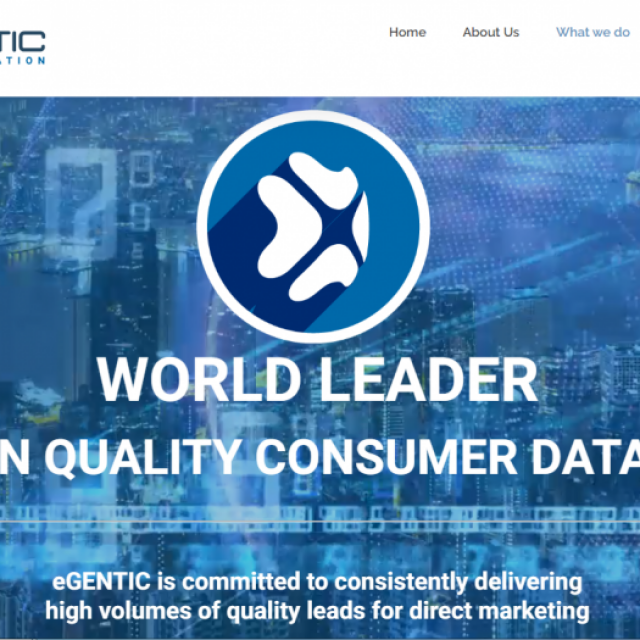 TIC
Home About Us What we do
ATION
WORLD LEADER
N QUALITY CONSUMER DATA
eGENTIC is committed to consistently delivering
high volumes of quality leads for direct marketing